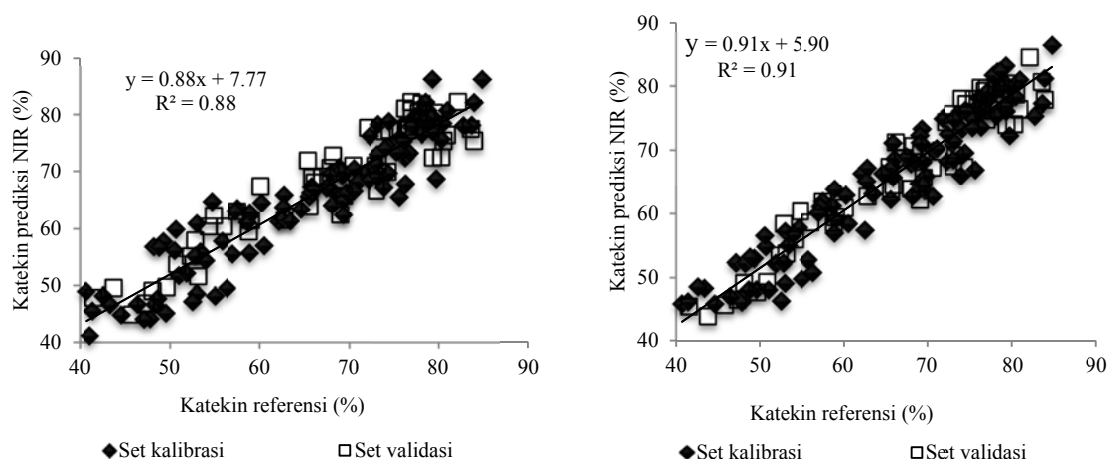 y = 0.88x + 7.77
R² = 0.88
Katekin prediksi NIR (%)
90
80
70
60
50
40
40
50
60
70
80
90
Katekin referensi (%)
Set kalibrasi
Set validasi
y = 0.91x + 5.90
R² = 0.91
Katekin prediksi NIR (%)
90
80
70
60
50
40
40
50
60
70
80
90
Katekin referensi (%)
Set kalibrasi
Set validasi